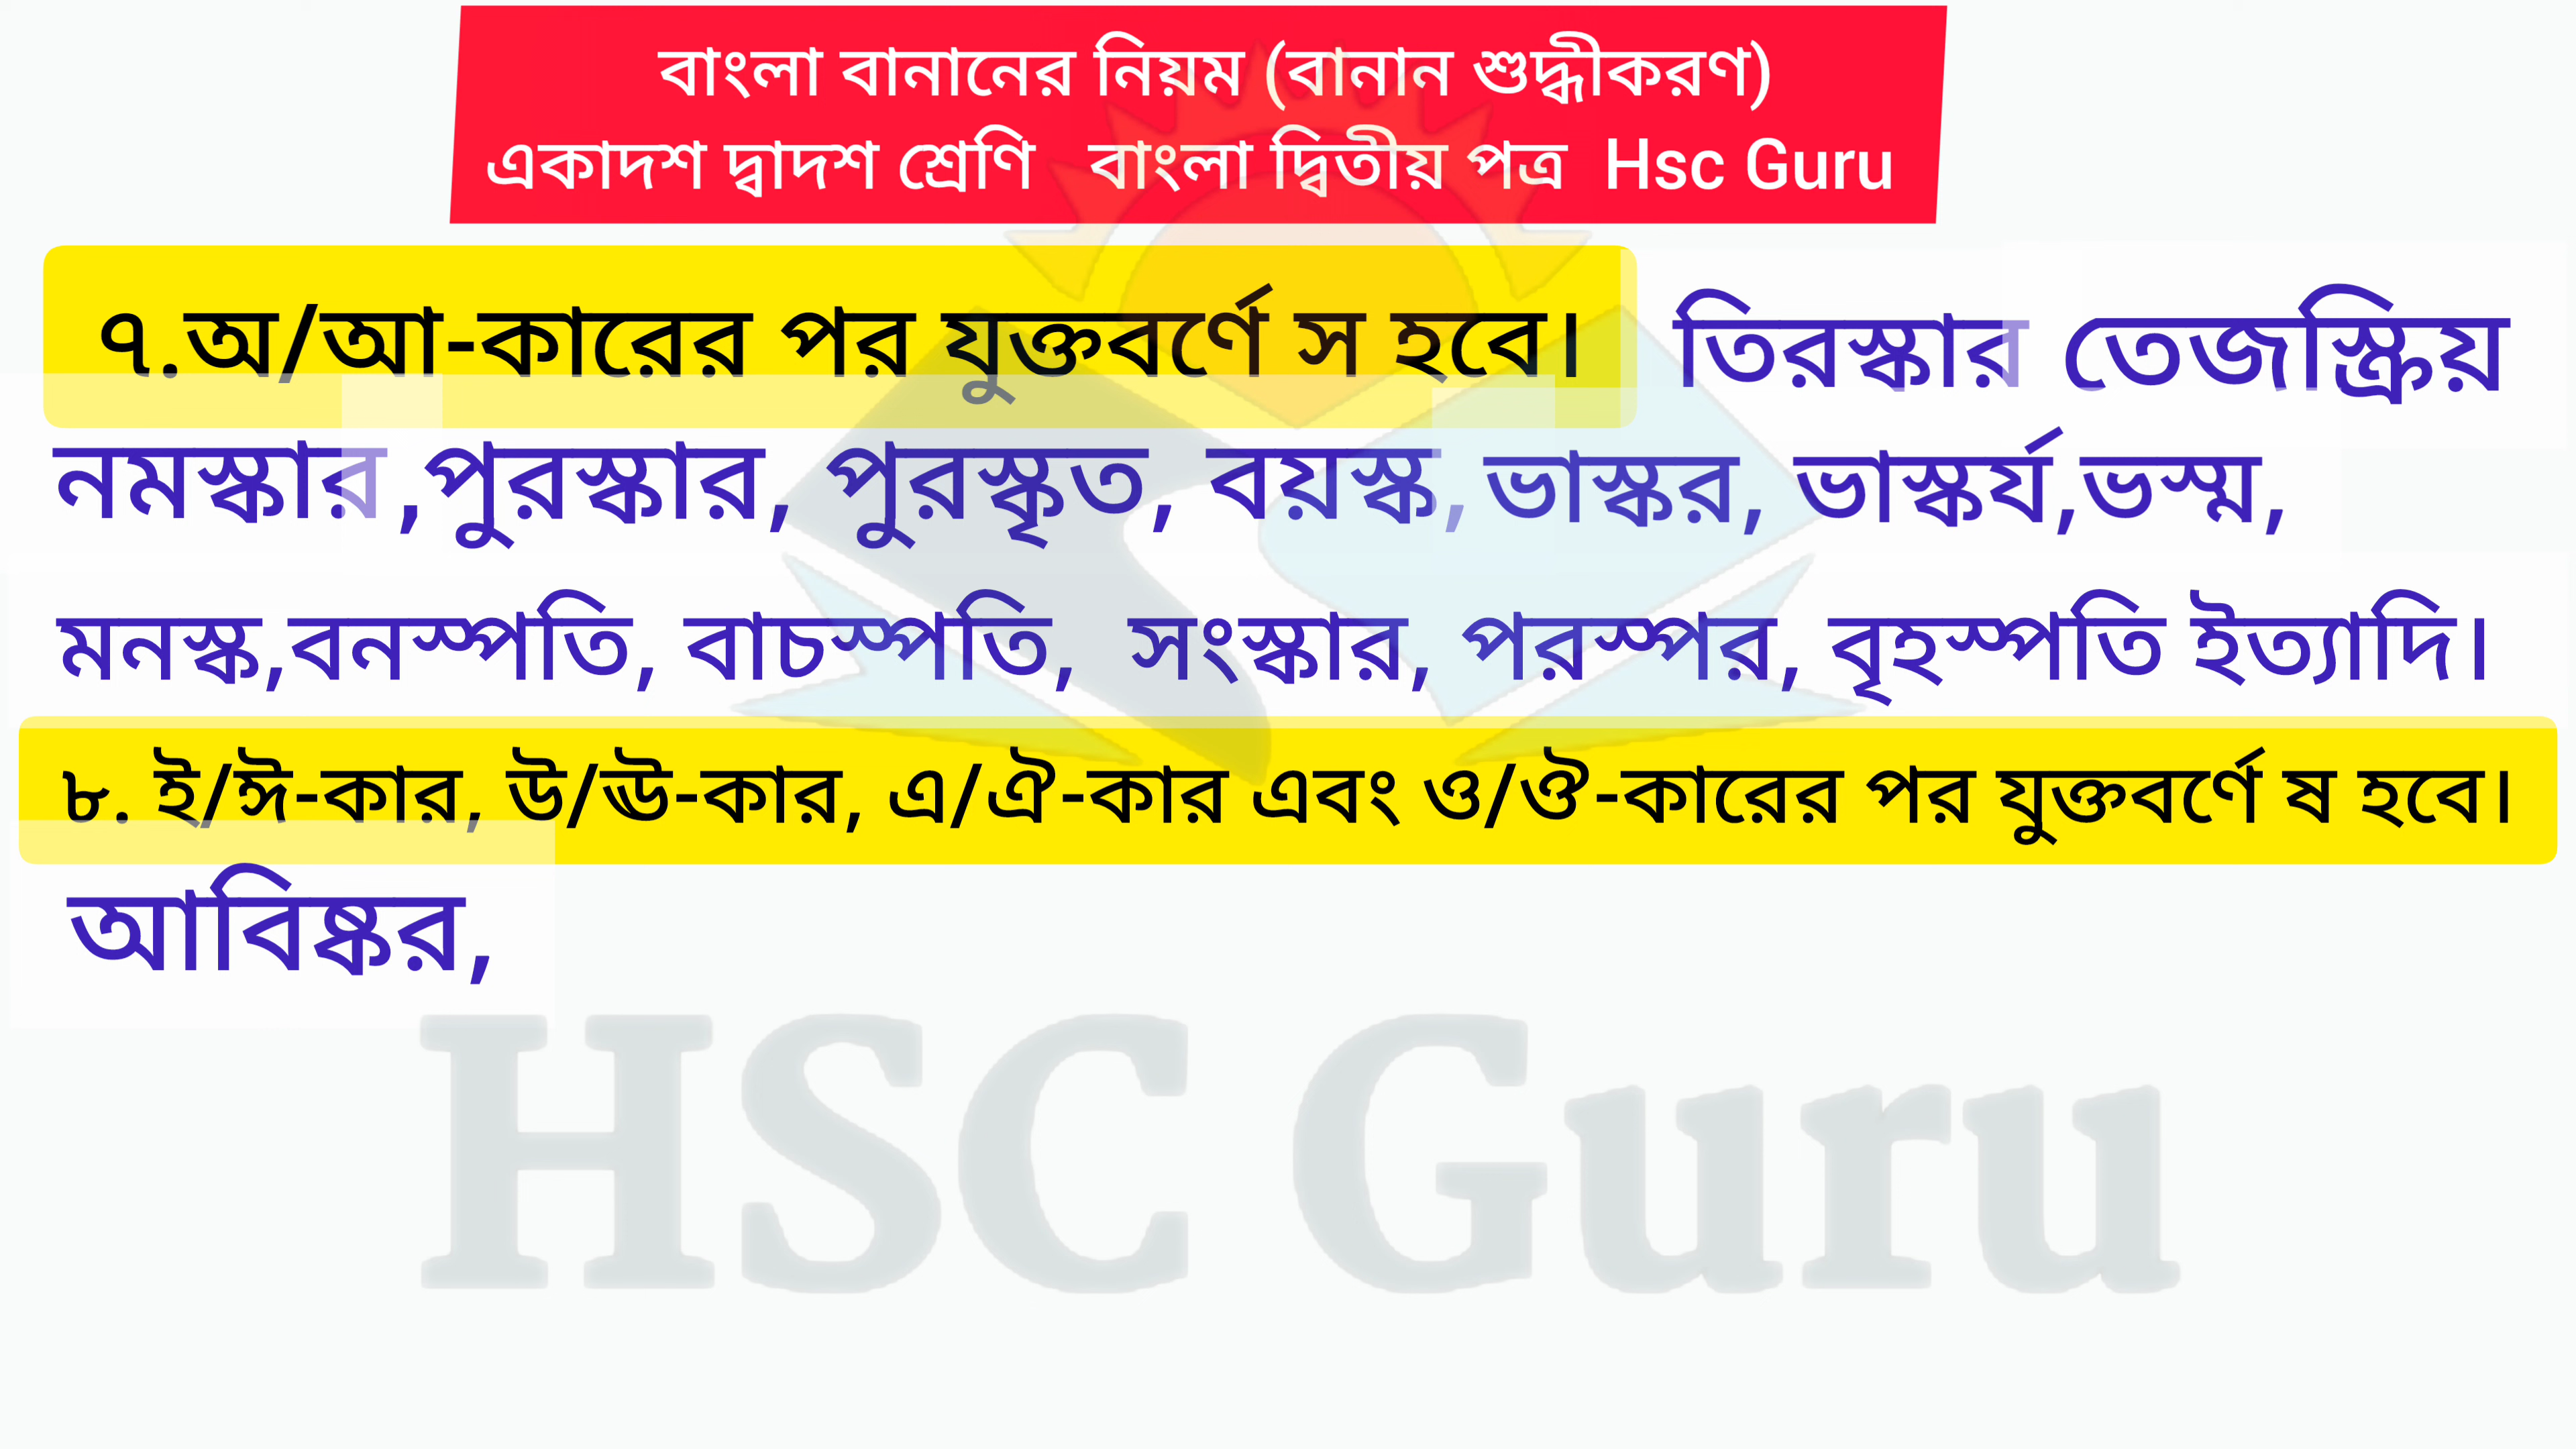 বাংলা বানানের নিয়ম (বানান শুদ্ধীকরণ)
একাদশ দ্বাদশ শ্রেণি বাংলা দ্বিতীয় পত্র Hsc Guru
৭.অ/আ-কারের পর যুক্তবর্ণে স হবে। তিরস্কার তেজস্ক্রিয়
নমস্কার,পুরস্কার, পুরস্কৃত, বয়স্ক,ভাস্কর, ভাস্কর্য,ভস্ম,
মনস্ক,বনস্পতি, বাচস্পতি, সংস্কার, পরস্পর, বৃহস্পতি ইত্যাদি।
৮. ই/ঈ-কার, উ/ঊ-কার, এ/ঐ-কার এবং ও/ঔ-কারের পর যুক্তবর্ণে ষ হবে।
আবিষ্কর,
HSC Guru